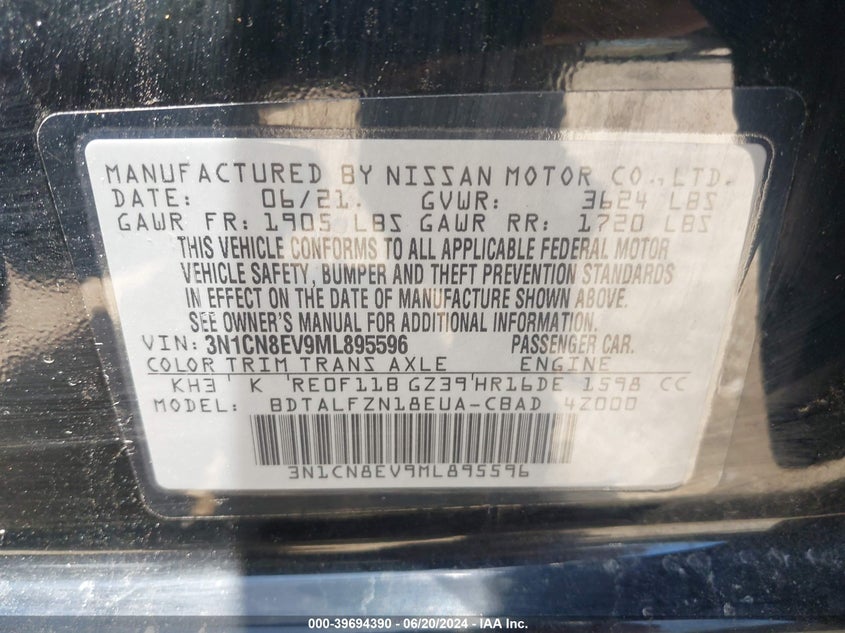 MANUFACTURED BY NISSAN MOTOR CO.,LTD.
DATE: 06/21. GVWR: 3624 LBS
GAWR FR: 1905 LBS GAWR RR: 1720 LBS
THIS VEHICLE CONFORMS TO ALL APPLICABLE FEDERAL MOTOR
VEHICLE SAFETY, BUMPER AND THEFT PREVENTION STANDARDS
IN EFFECT ON THE DATE OF MANUFACTURE SHOWN ABOVE.
SEE OWNER'S MANUAL FOR ADDITIONAL INFORMATION.
VIN: 3N1CN8EV9ML895596 PASSENGER CAR.
COLOR TRIM TRANS AXLE ENGINE
KH3 K RE0F11B GZ39 HR16DE 1598 CC
MODEL: BDTALFZN18EUA-CBAD 4Z000
3N1CN8EV9ML895596
000-39694390 - 06/20/2024 - IAA, Inc.